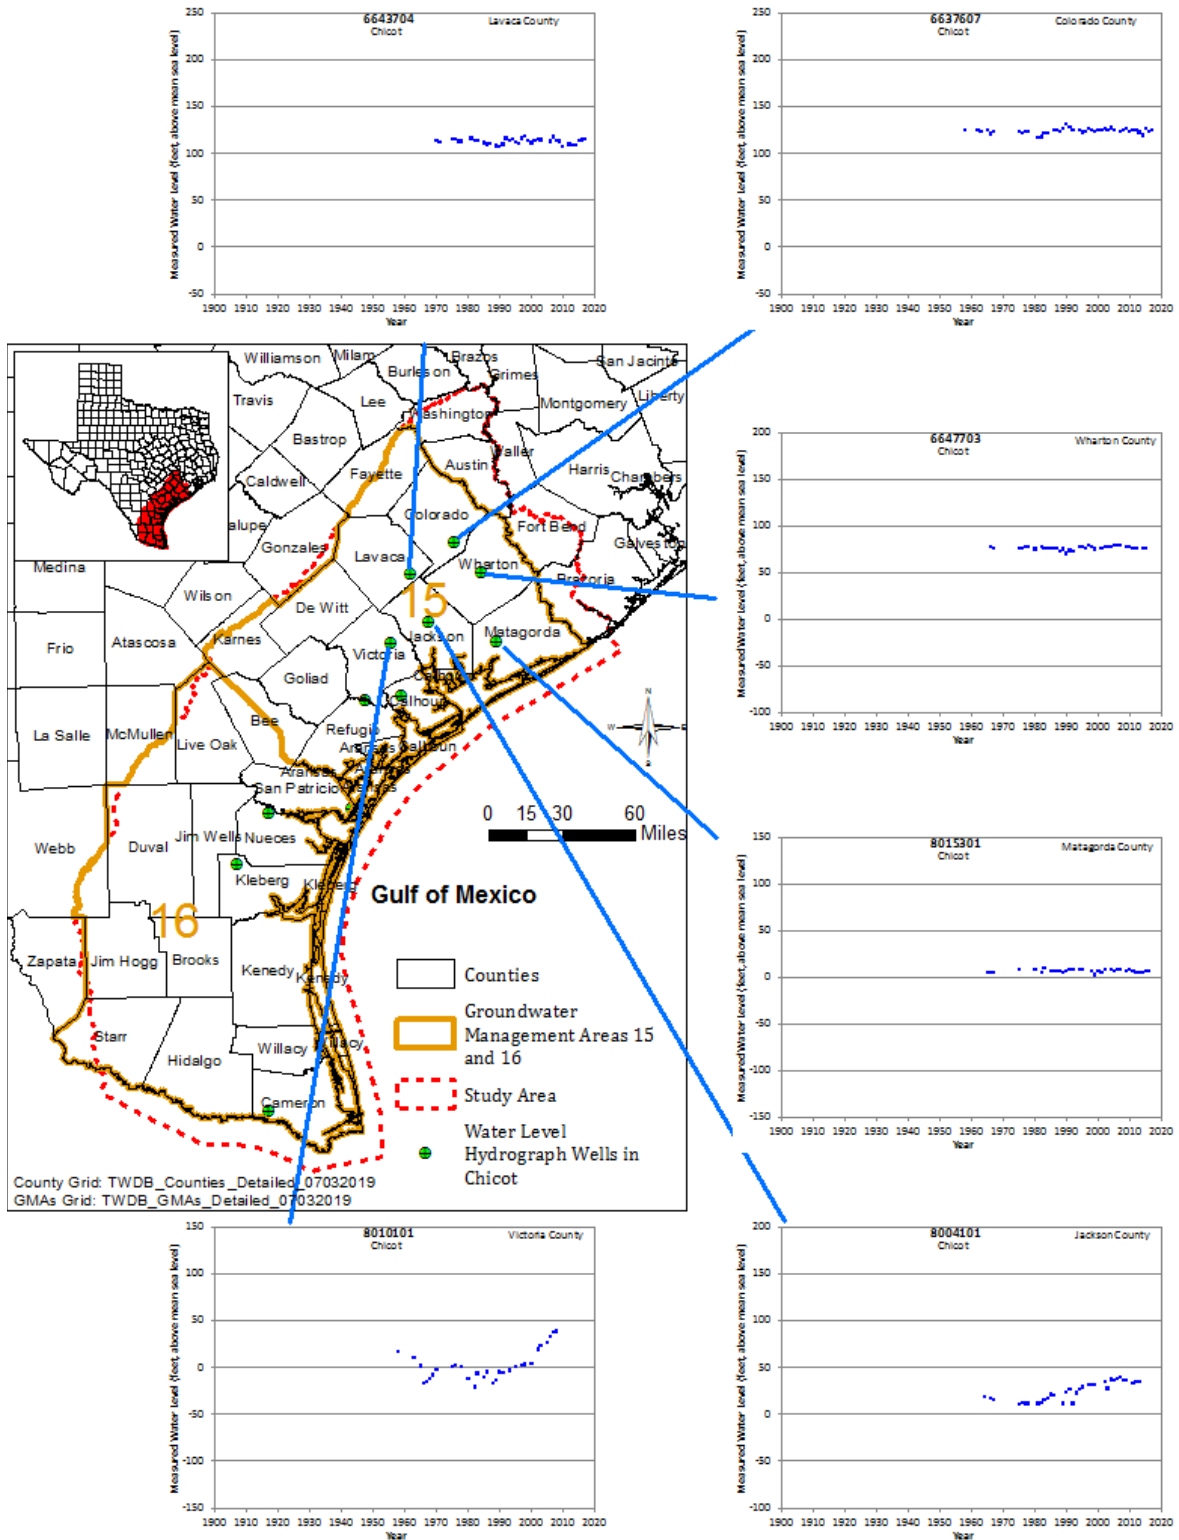 6643704
Chicot
Lavaca County
Measured Water Level (feet, above mean sea level)
250
200
150
100
50
0
-50
1900 1910 1920 1930 1940 1950 1960 1970 1980 1990 2000 2010 2020
Year
6637607
Chicot
Colorado County
Measured Water Level (feet, above mean sea level)
250
200
150
100
50
0
-50
1900 1910 1920 1930 1940 1950 1960 1970 1980 1990 2000 2010 2020
Year
Williamson
Milam
Brazos
Burleson
Grimes
San Jacinto
Travis
Lee
Washington
Montgomery
Liberty
Bastrop
Waller
Austin
Harris
Chambers
Caldwell
Fayette
Colorado
Fort Bend
alupe
Gonzales
Lavaca
Galveston
Medina
Wharton
Brazoria
Wilson
De Witt
15
Frio
Atascosa
Karnes
Jackson
Matagorda
Victoria
Goliad
Calhoun
Bee
La Salle
McMullen
Live Oak
Refugio
Aransas
Calhoun
Aransas
San Patricio
Jim Wells
Nueces
Webb
Duval
Kleberg
Kleberg
16
Zapata
Jim Hogg
Brooks
Kenedy
Kenedy
Starr
Hidalgo
Willacy
Willacy
Cameron
N
W
E
S
0 15 30 60
Miles
Gulf of Mexico
Counties
Groundwater
Management Areas 15
and 16
Study Area
Water Level
Hydrograph Wells in
Chicot
County Grid: TWDB_Counties_Detailed_07032019
GMAs Grid: TWDB_GMAs_Detailed_07032019
6647703
Chicot
Wharton County
Measured Water Level (feet, above mean sea level)
200
150
100
50
0
-50
-100
1900 1910 1920 1930 1940 1950 1960 1970 1980 1990 2000 2010 2020
Year
8015301
Chicot
Matagorda County
Measured Water Level (feet, above mean sea level)
150
100
50
0
-50
-100
-150
1900 1910 1920 1930 1940 1950 1960 1970 1980 1990 2000 2010 2020
Year
8010101
Chicot
Victoria County
Measured Water Level (feet, above mean sea level)
150
100
50
0
-50
-100
-150
1900 1910 1920 1930 1940 1950 1960 1970 1980 1990 2000 2010 2020
Year
8004101
Chicot
Jackson County
Measured Water Level (feet, above mean sea level)
200
150
100
50
0
-50
-100
1900 1910 1920 1930 1940 1950 1960 1970 1980 1990 2000 2010 2020
Year